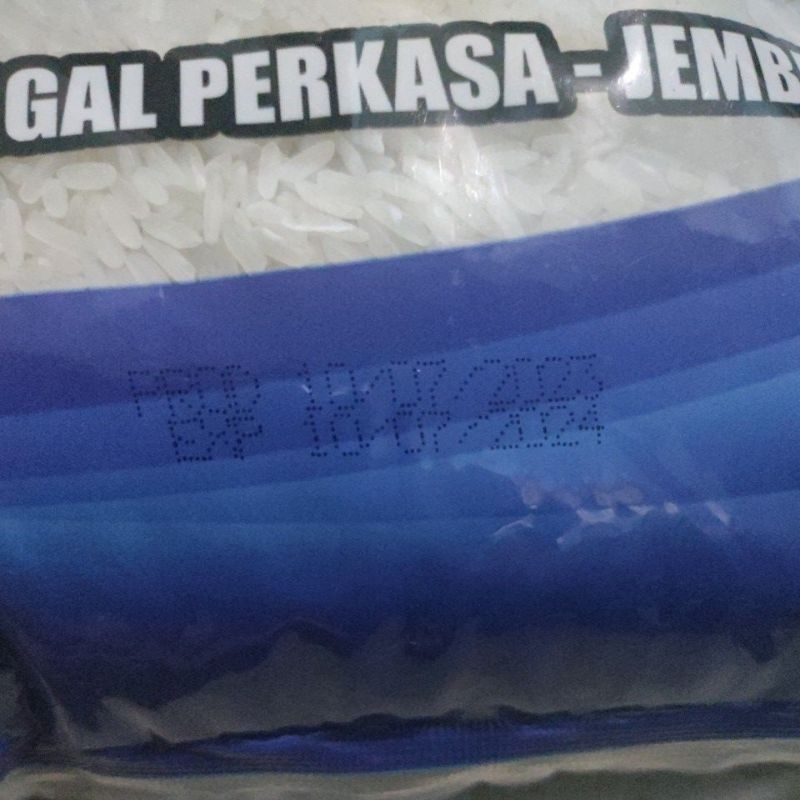 GAL PERKASA - JEMB
PROD 18/07/2023
EXP 18/07/2024